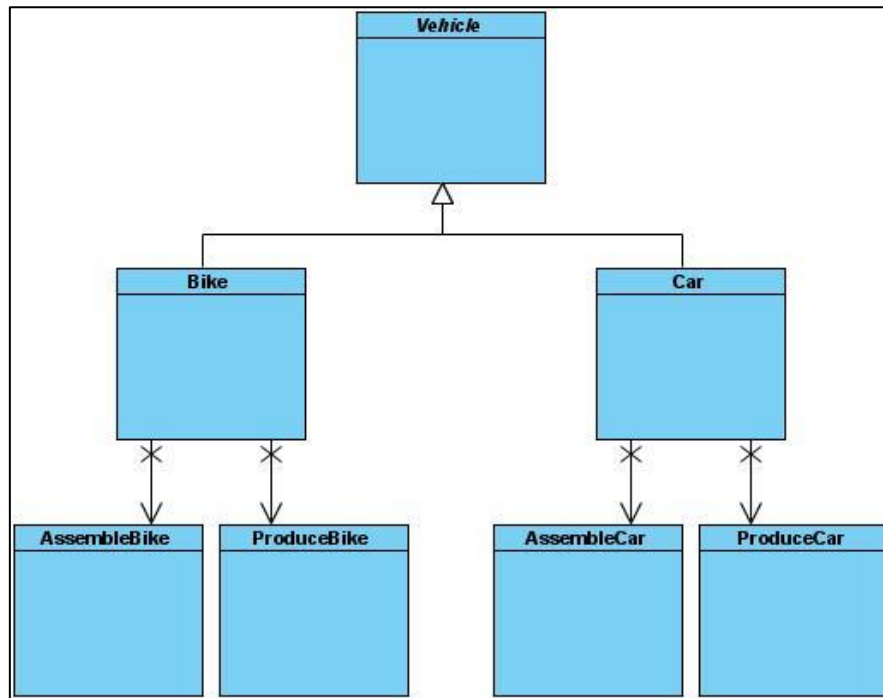 Vehicle
Bike
Car
AssembleBike
ProduceBike
AssembleCar
ProduceCar